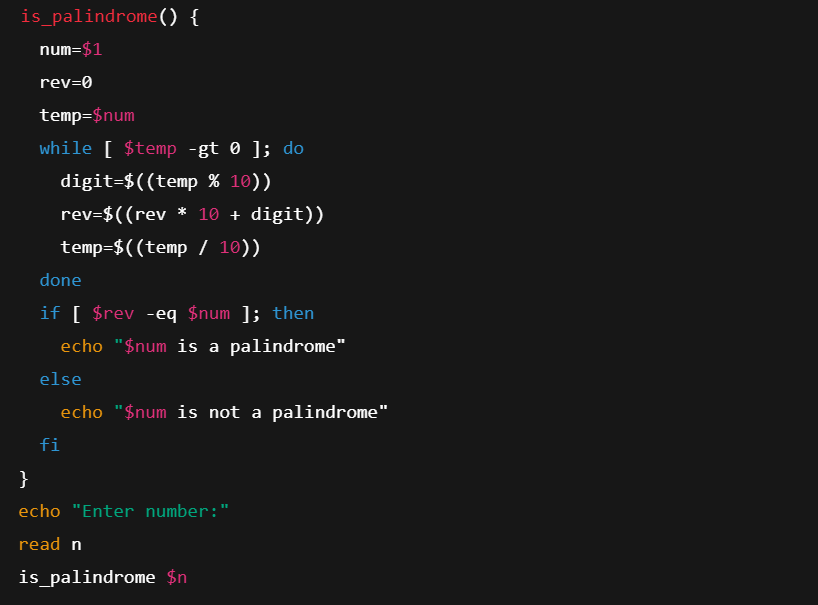 is_palindrome() {
  num=$1
  rev=0
  temp=$num
  while [ $temp -gt 0 ]; do
    digit=$((temp % 10))
    rev=$((rev * 10 + digit))
    temp=$((temp / 10))
  done
  if [ $rev -eq $num ]; then
    echo "$num is a palindrome"
  else
    echo "$num is not a palindrome"
  fi
}
echo "Enter number:"
read n
is_palindrome $n